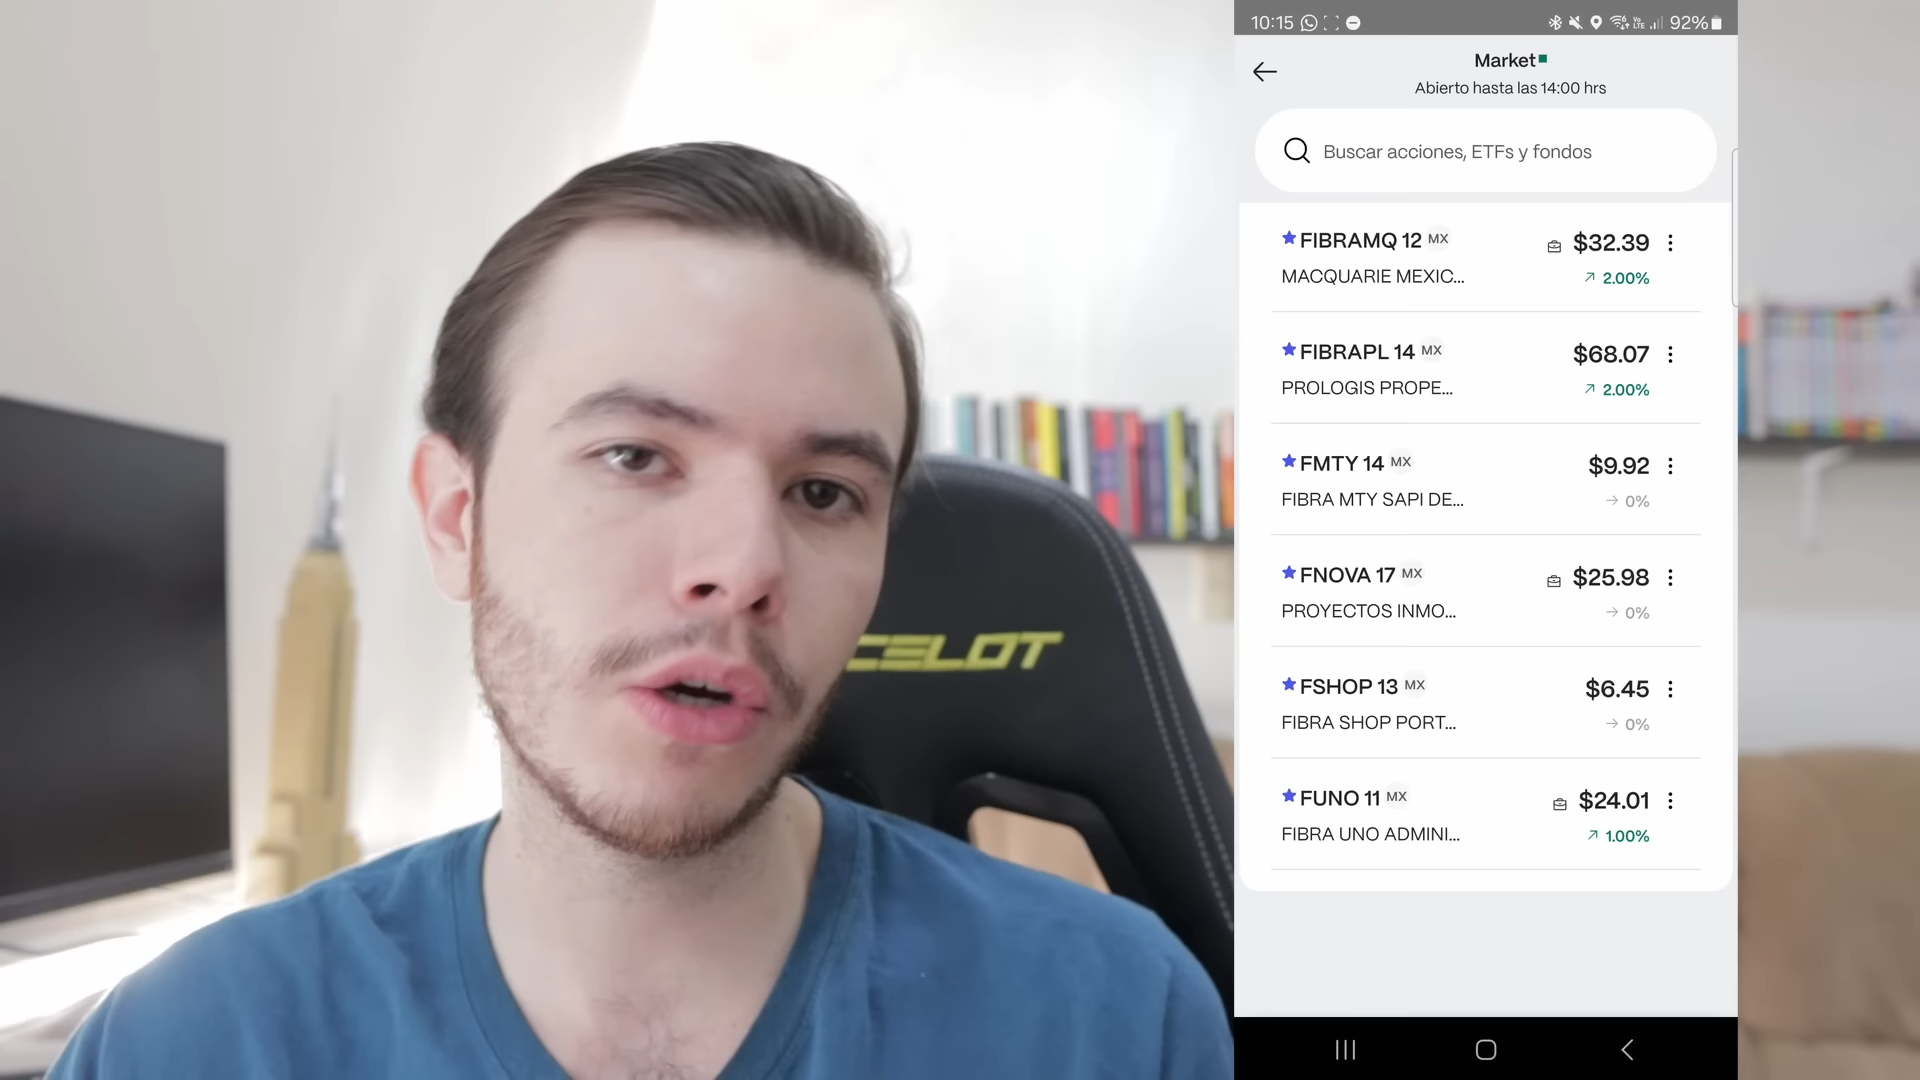 10:15 92%
Market
Abierto hasta las 14:00 hrs
Buscar acciones, ETFs y fondos
FIBRAMQ 12 MX $32.39
MACQUARIE MEXIC... 2.00%
FIBRAPL 14 MX $68.07
PROLOGIS PROPE... 2.00%
FMTY 14 MX $9.92
FIBRA MTY SAPI DE... 0%
FNOVA 17 MX $25.98
PROYECTOS INMO... 0%
FSHOP 13 MX $6.45
FIBRA SHOP PORT... 0%
FUNO 11 MX $24.01
FIBRA UNO ADMINI... 1.00%
CELOT